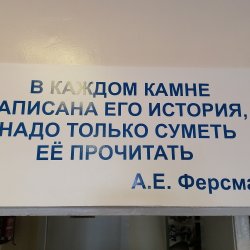 В КАЖДОМ КАМНЕ
АПИСАНА ЕГО ИСТОРИЯ,
НАДО ТОЛЬКО СУМЕТЬ
ЕЁ ПРОЧИТАТЬ
А.Е. Ферсма